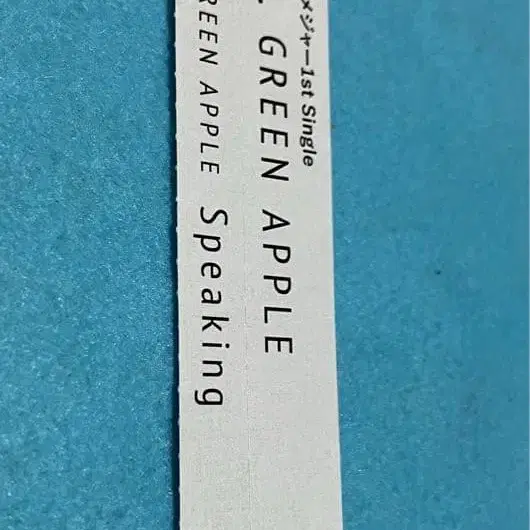 メジャー1st Single
. GREEN APPLE
REEN APPLE Speaking